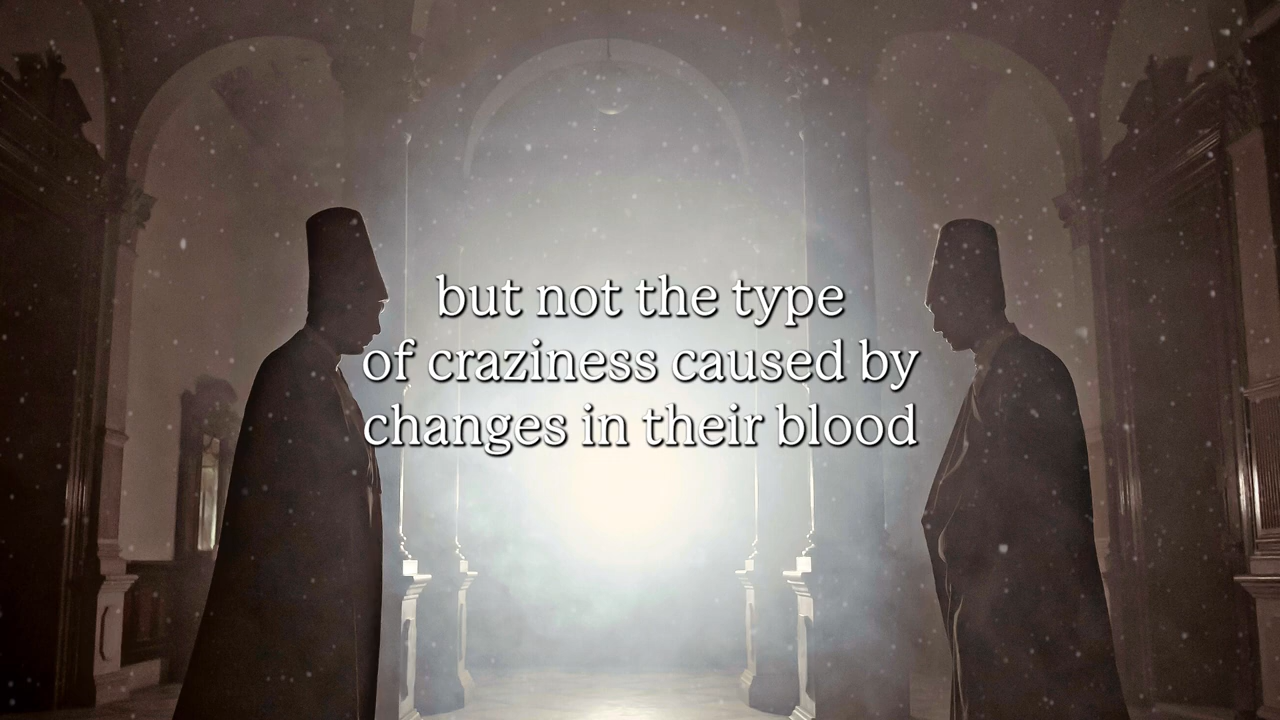 but not the type
of craziness caused by
changes in their blood